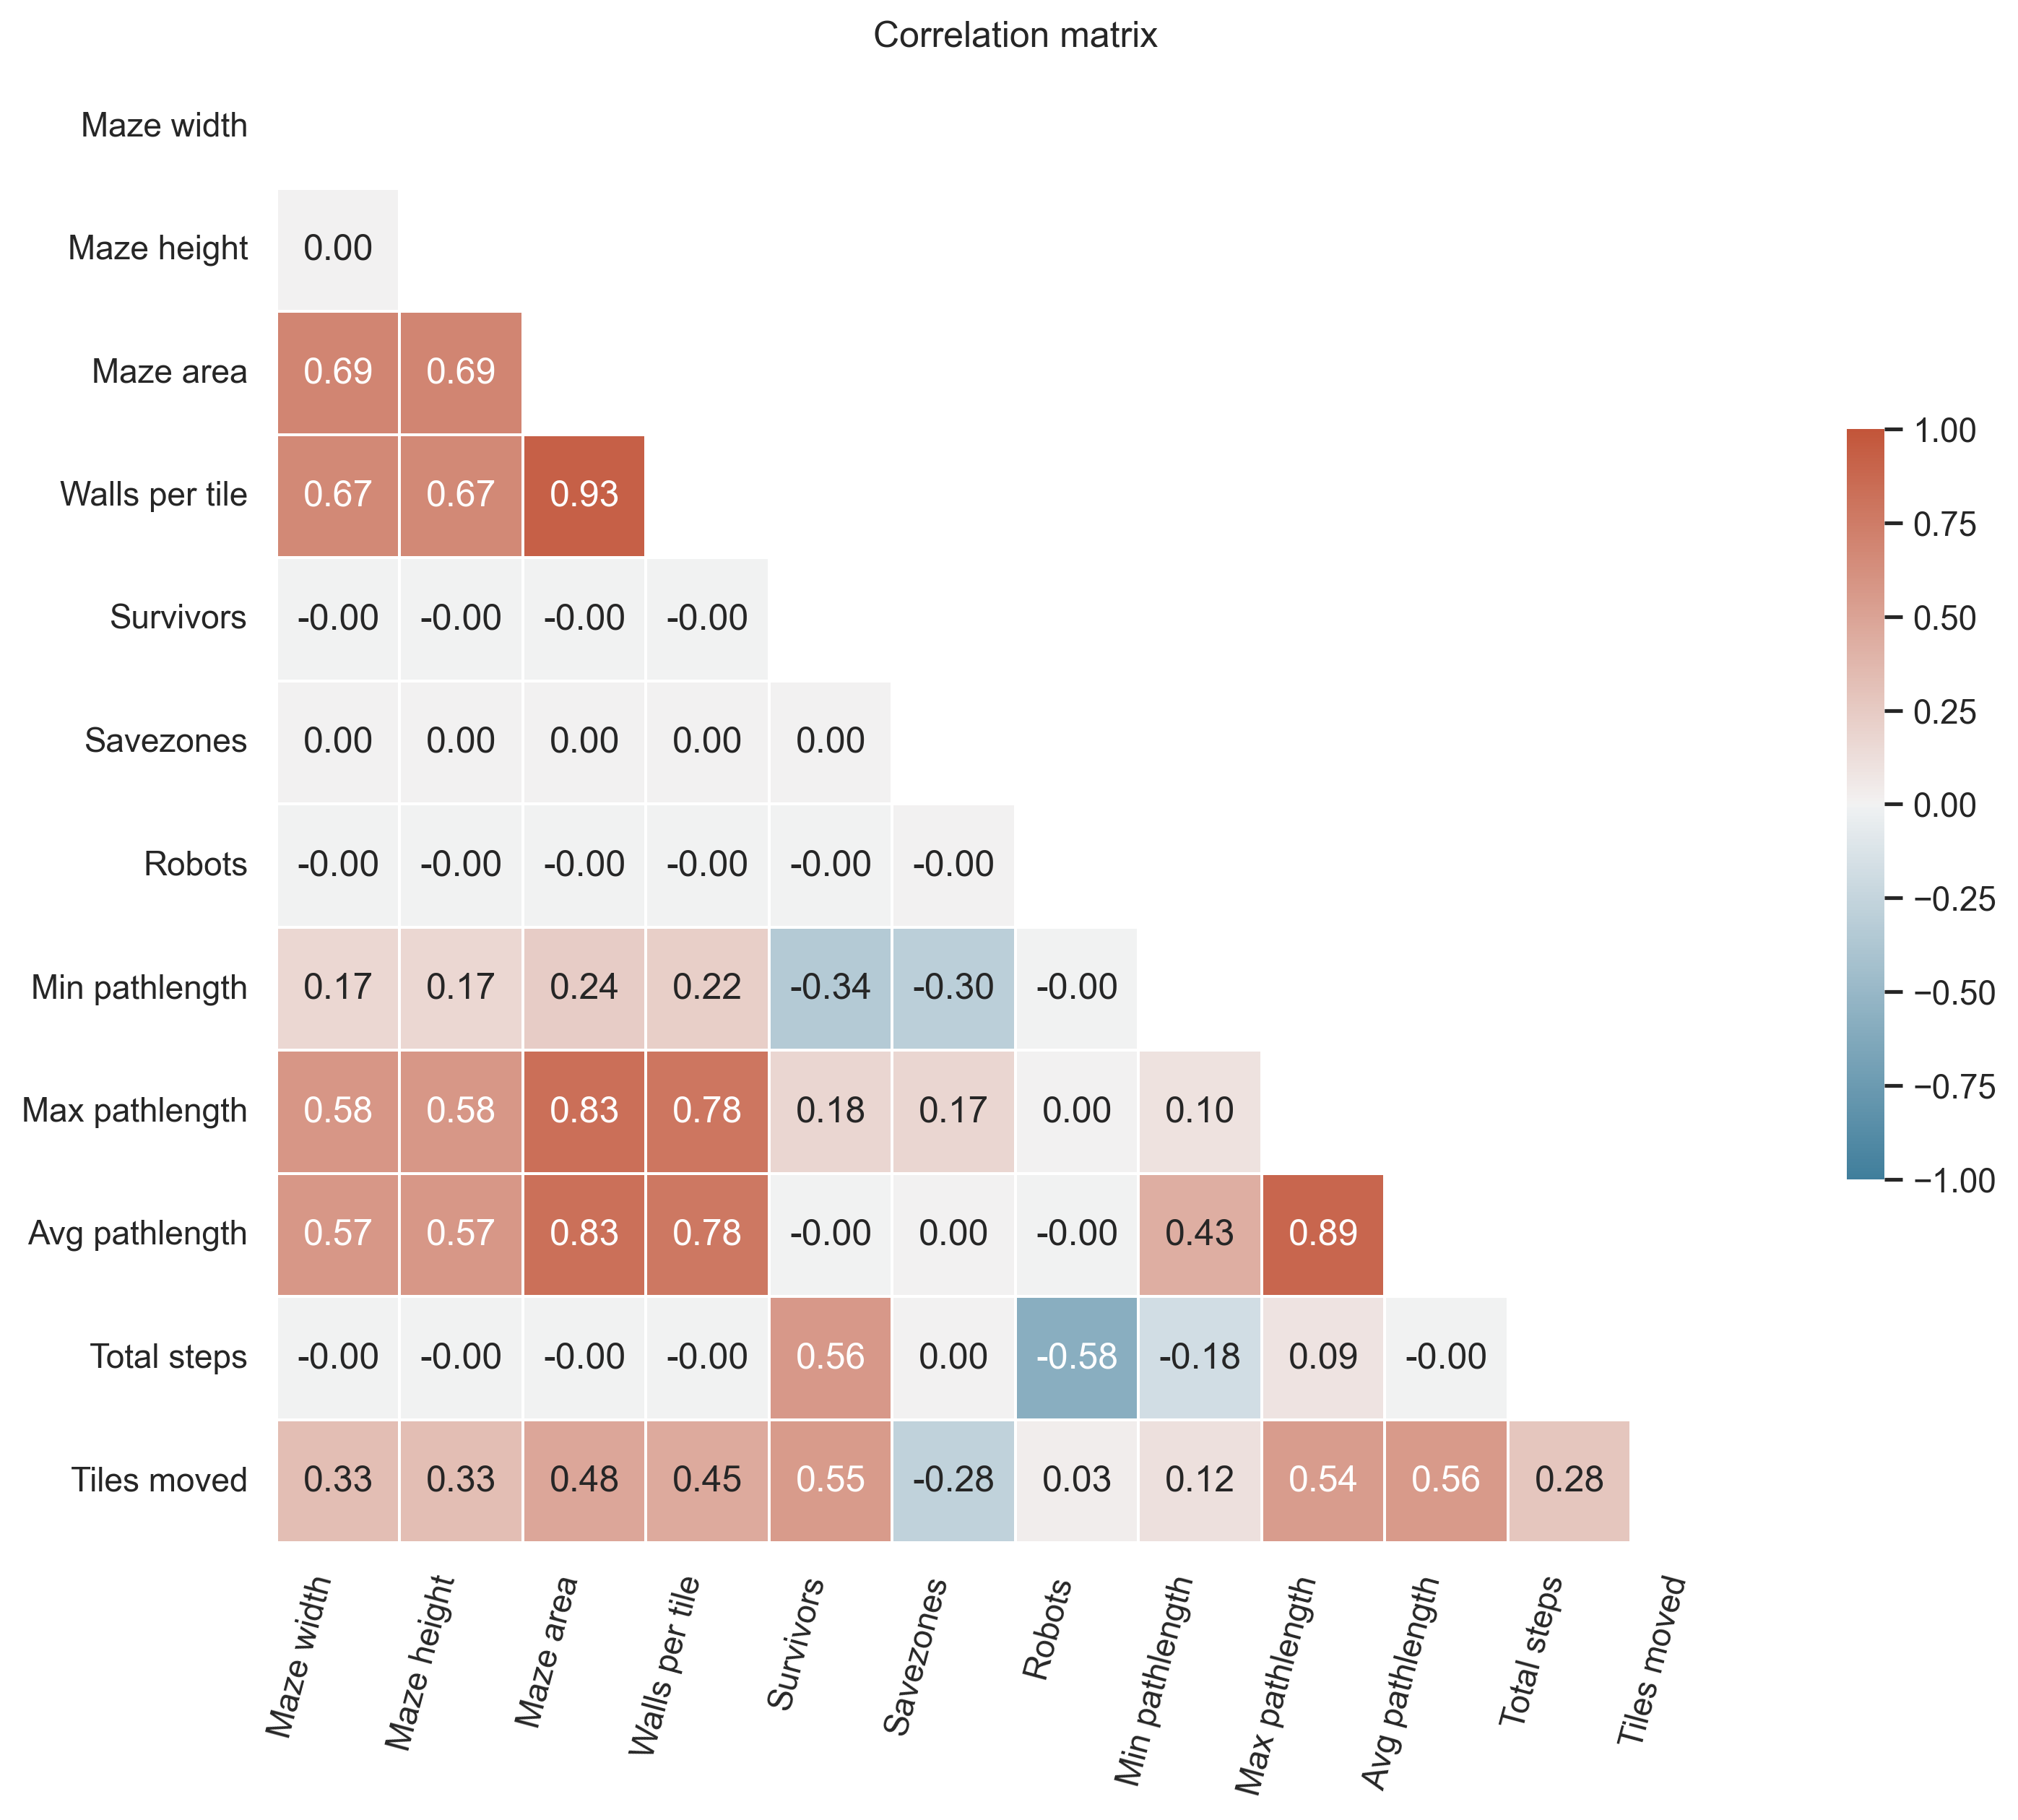 Correlation matrix
Maze width
Maze height 0.00
Maze area 0.69 0.69
Walls per tile 0.67 0.67 0.93
Survivors -0.00 -0.00 -0.00 -0.00
Savezones 0.00 0.00 0.00 0.00 0.00
Robots -0.00 -0.00 -0.00 -0.00 -0.00 -0.00
Min pathlength 0.17 0.17 0.24 0.22 -0.34 -0.30 -0.00
Max pathlength 0.58 0.58 0.83 0.78 0.18 0.17 0.00 0.10
Avg pathlength 0.57 0.57 0.83 0.78 -0.00 0.00 -0.00 0.43 0.89
Total steps -0.00 -0.00 -0.00 -0.00 0.56 0.00 -0.58 -0.18 0.09 -0.00
Tiles moved 0.33 0.33 0.48 0.45 0.55 -0.28 0.03 0.12 0.54 0.56 0.28
Maze width
Maze height
Maze area
Walls per tile
Survivors
Savezones
Robots
Min pathlength
Max pathlength
Avg pathlength
Total steps
Tiles moved
1.00
0.75
0.50
0.25
0.00
−0.25
−0.50
−0.75
−1.00